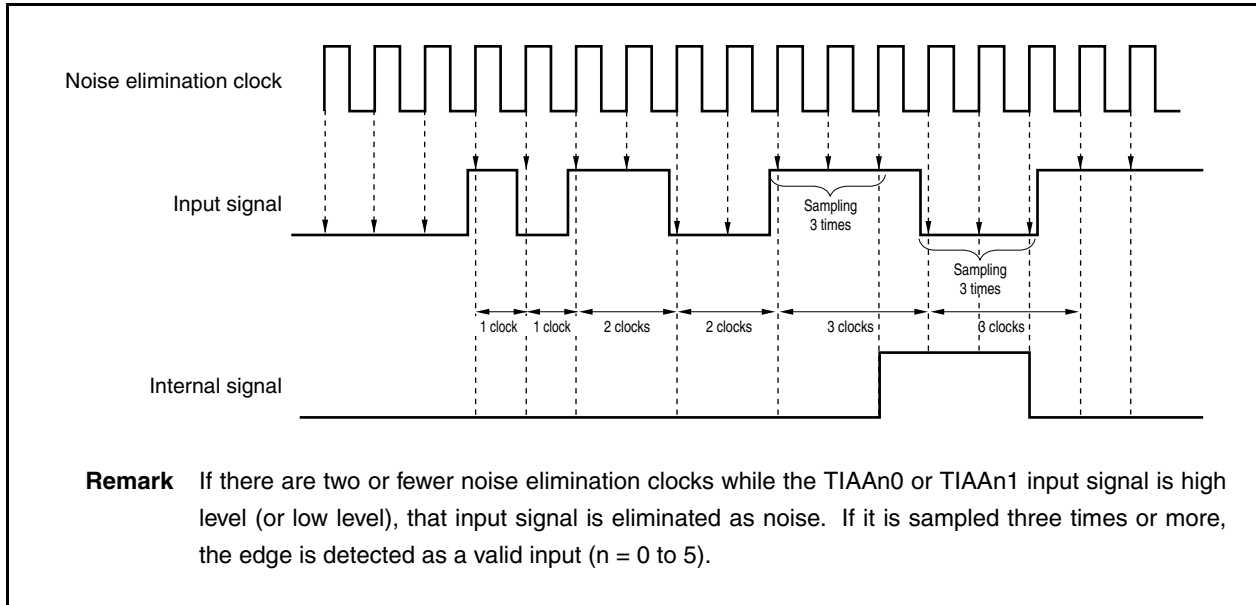 Noise elimination clock
Input signal
Sampling
3 times
Sampling
3 times
1 clock
1 clock
2 clocks
2 clocks
3 clocks
3 clocks
Internal signal
Remark If there are two or fewer noise elimination clocks while the TIAAn0 or TIAAn1 input signal is high
level (or low level), that input signal is eliminated as noise. If it is sampled three times or more,
the edge is detected as a valid input (n = 0 to 5).